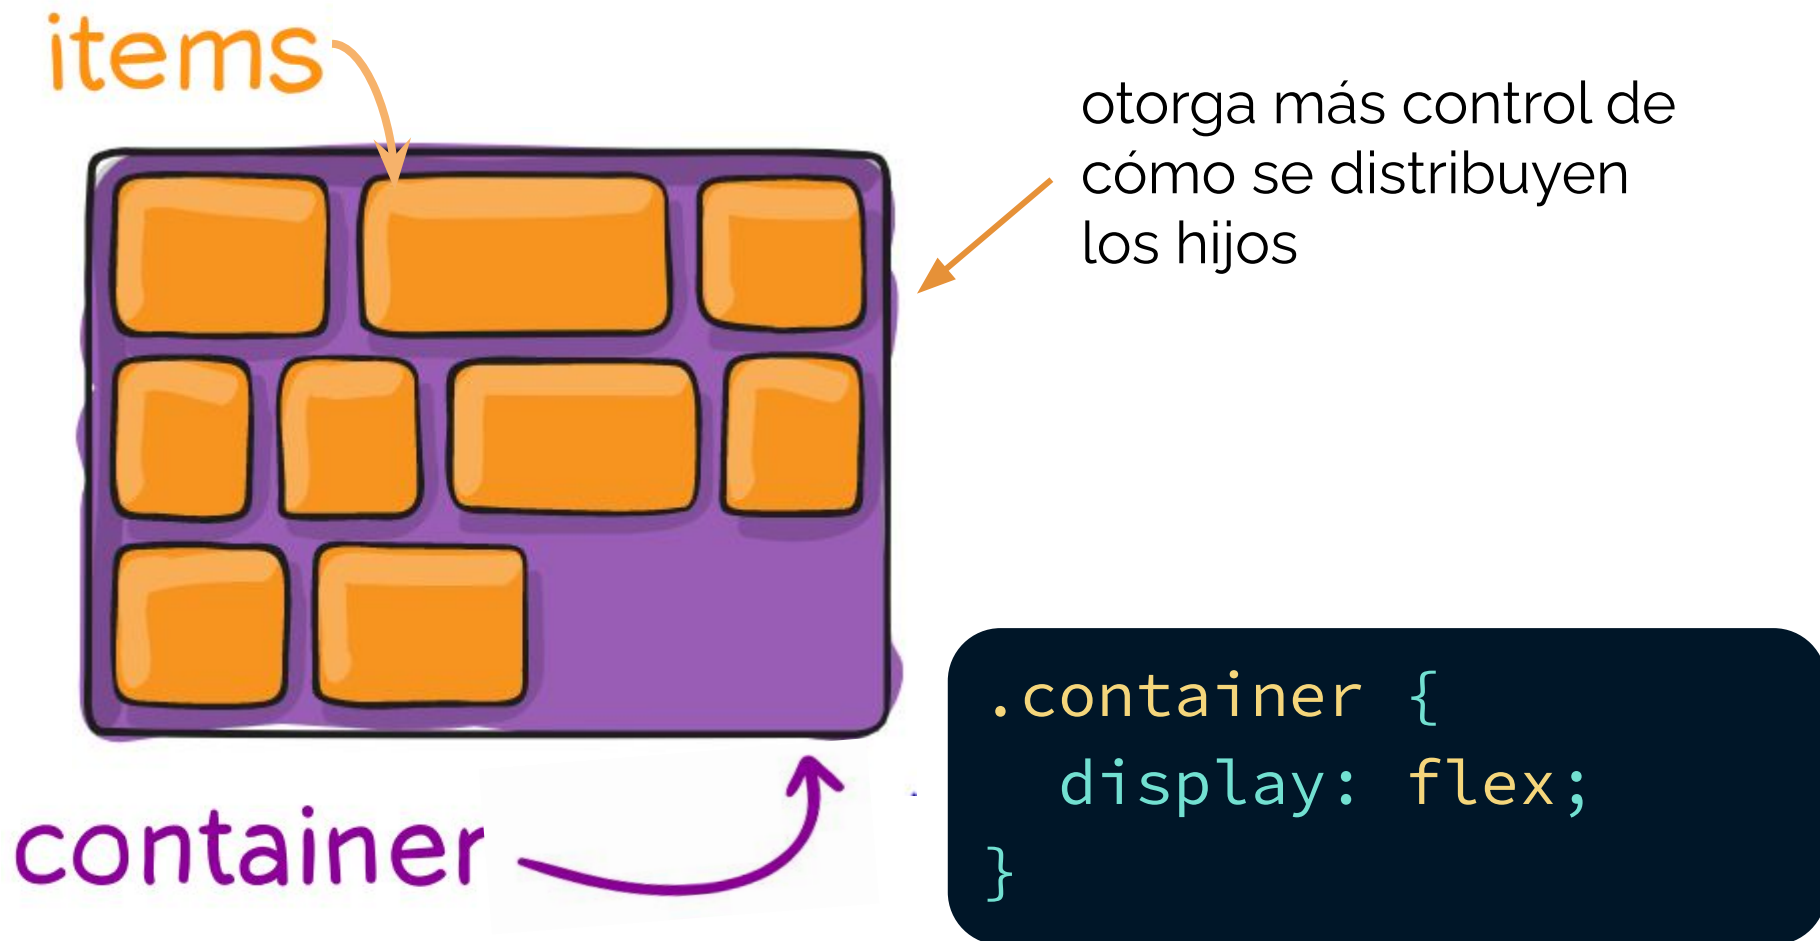 items
otorga más control de
cómo se distribuyen
los hijos
container
.container {
  display: flex;
}